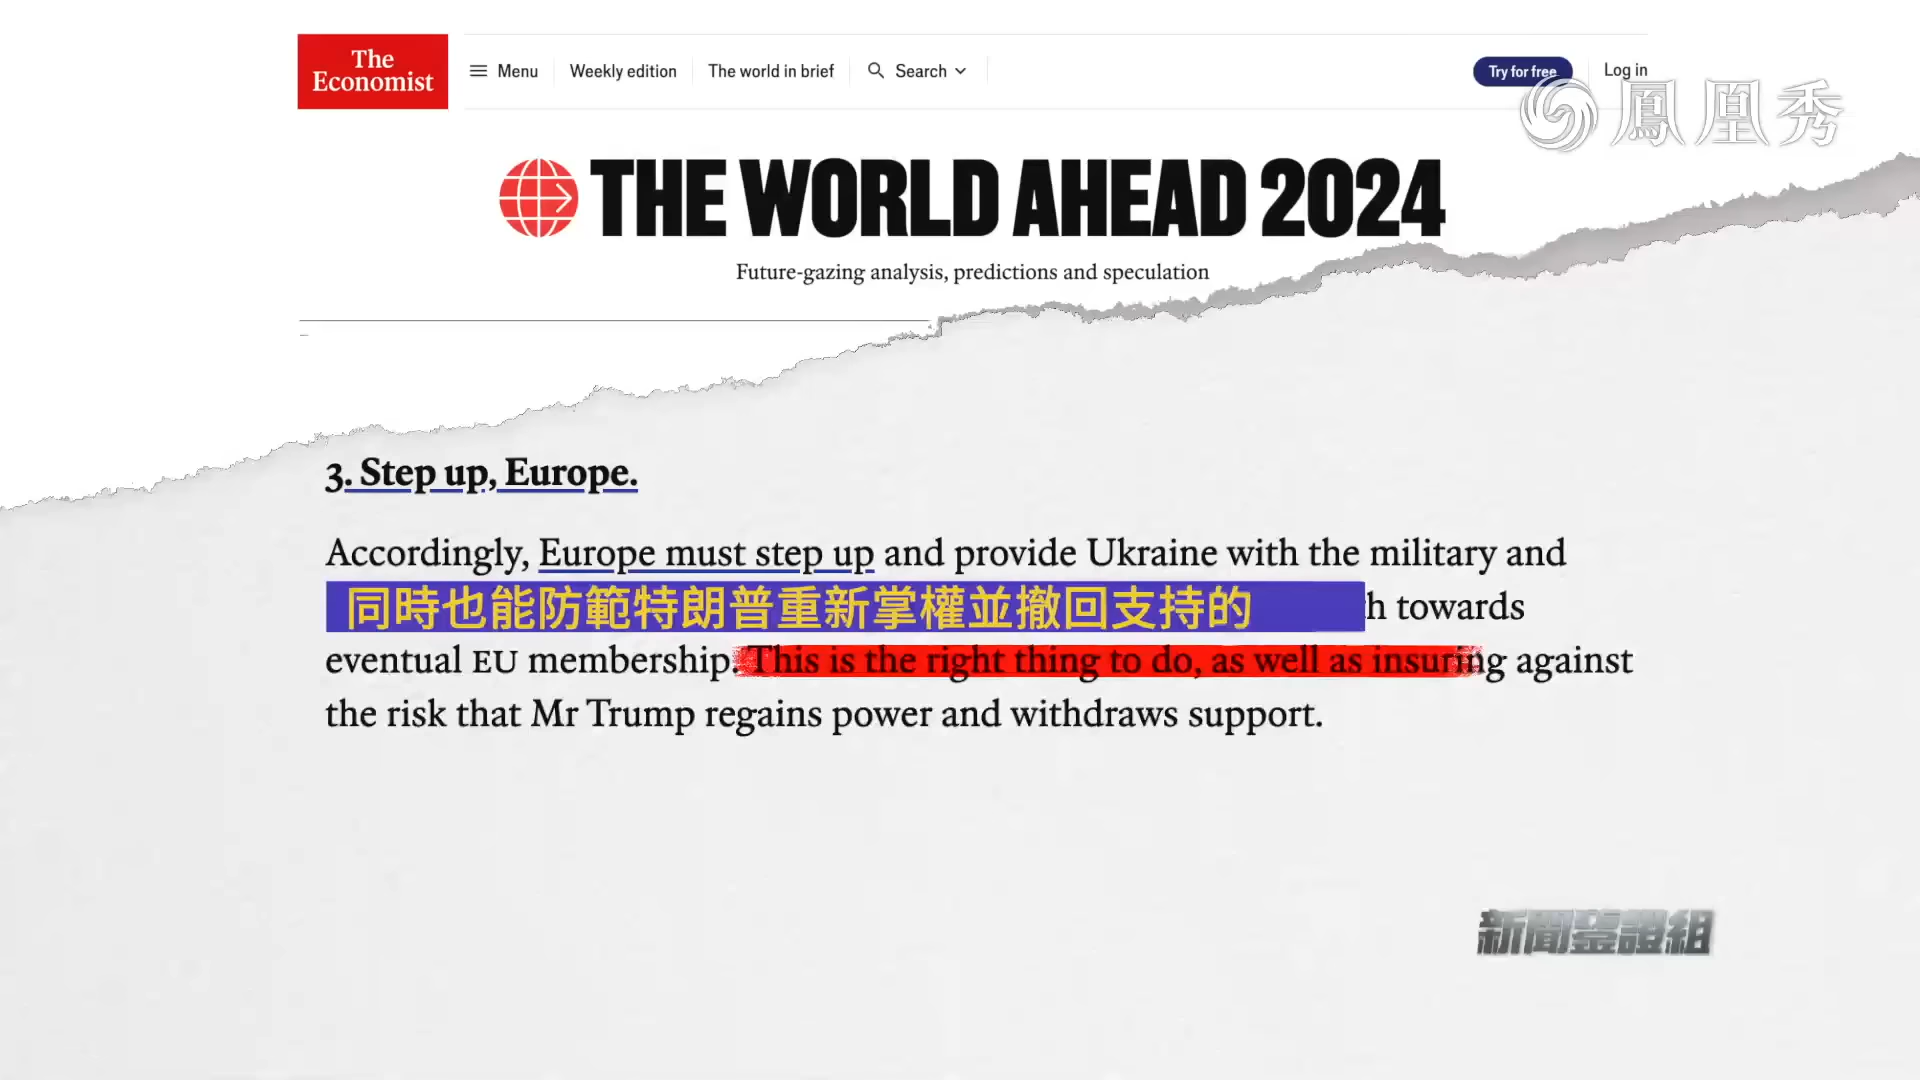 The
Economist
Menu
Weekly edition
The world in brief
Search
Try for free
Log in
鳳凰秀
THE WORLD AHEAD 2024
Future-gazing analysis, predictions and speculation
3. Step up, Europe.
Accordingly, Europe must step up and provide Ukraine with the military and
同時也能防範特朗普重新掌權並撤回支持的
towards
eventual EU membership. This is the right thing to do, as well as insuring against
the risk that Mr Trump regains power and withdraws support.
新聞鑒證組